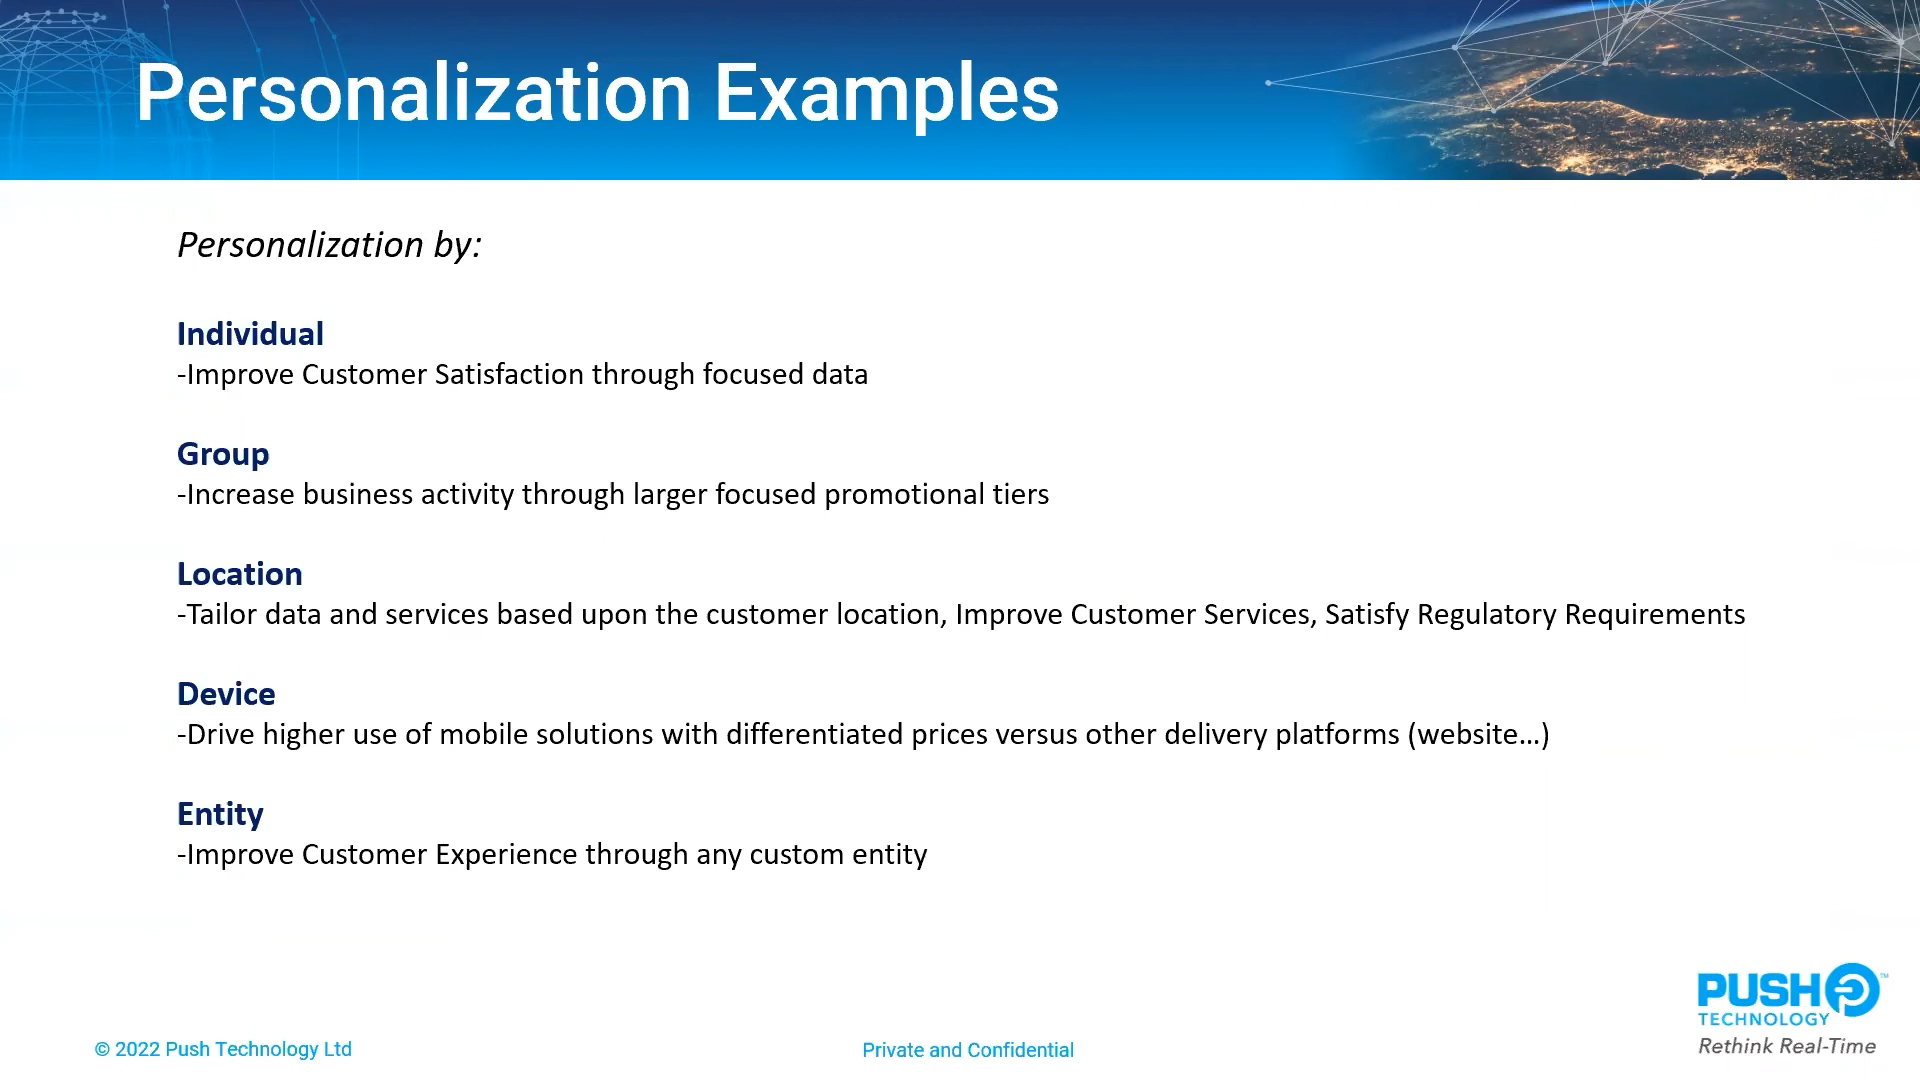 Personalization Examples
Personalization by:
Individual
-Improve Customer Satisfaction through focused data
Group
-Increase business activity through larger focused promotional tiers
Location
-Tailor data and services based upon the customer location, Improve Customer Services, Satisfy Regulatory Requirements
Device
-Drive higher use of mobile solutions with differentiated prices versus other delivery platforms (website...)
Entity
-Improve Customer Experience through any custom entity
PUSH ™
TECHNOLOGY
Rethink Real-Time
© 2022 Push Technology Ltd
Private and Confidential